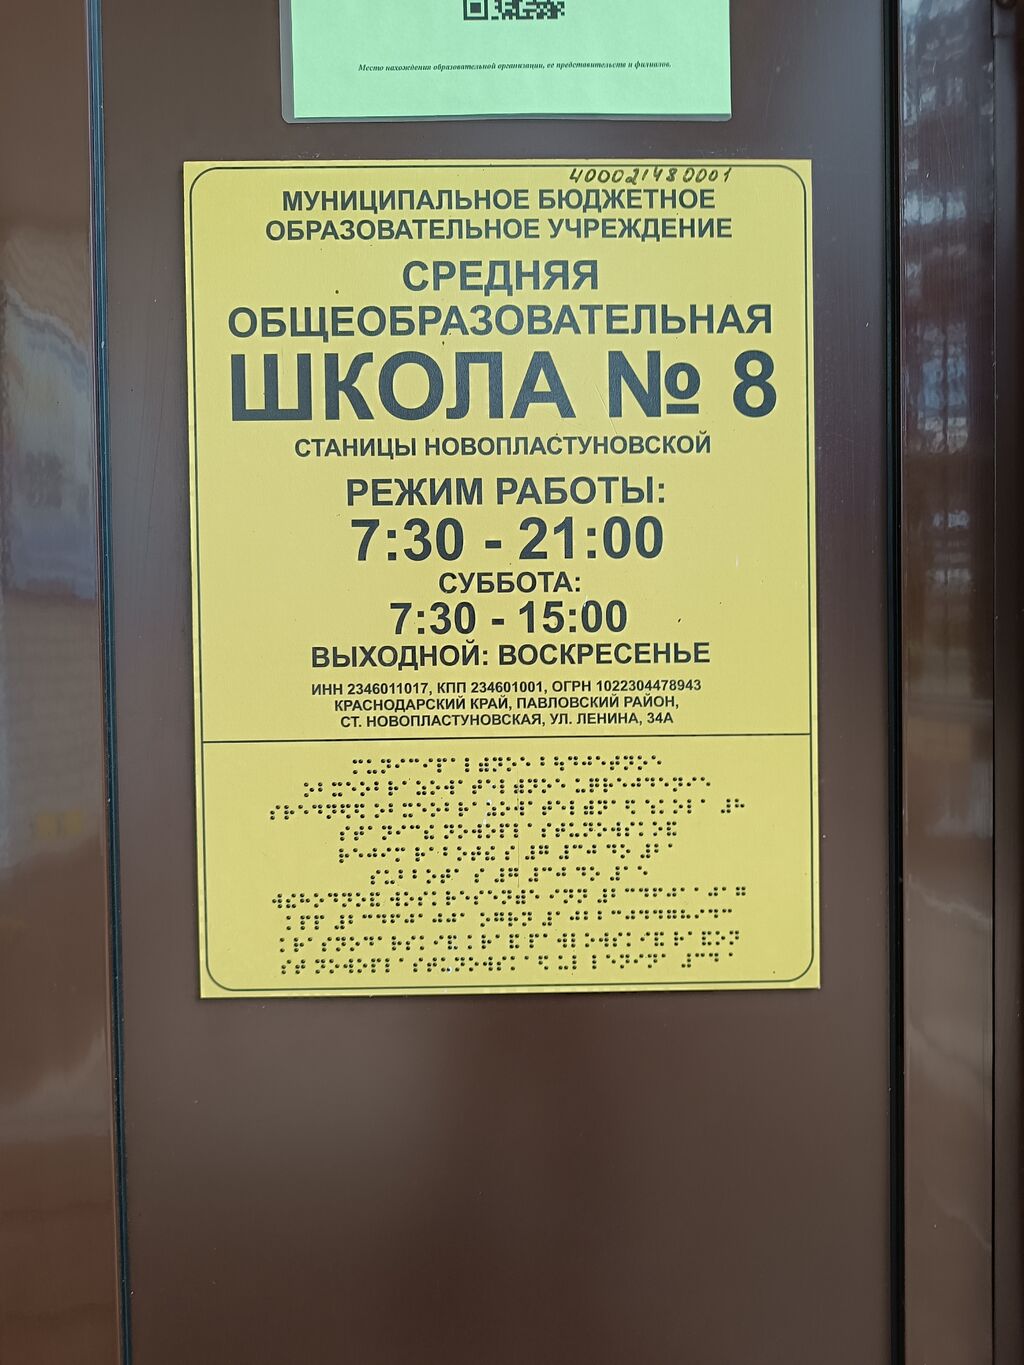 Место нахождения образовательной организации, ее представительств и филиалов.
400021480001
МУНИЦИПАЛЬНОЕ БЮДЖЕТНОЕ
ОБРАЗОВАТЕЛЬНОЕ УЧРЕЖДЕНИЕ
СРЕДНЯЯ
ОБЩЕОБРАЗОВАТЕЛЬНАЯ
ШКОЛА № 8
СТАНИЦЫ НОВОПЛАСТУНОВСКОЙ
РЕЖИМ РАБОТЫ:
7:30 - 21:00
СУББОТА:
7:30 - 15:00
ВЫХОДНОЙ: ВОСКРЕСЕНЬЕ
ИНН 2346011017, КПП 234601001, ОГРН 1022304478943
КРАСНОДАРСКИЙ КРАЙ, ПАВЛОВСКИЙ РАЙОН,
СТ. НОВОПЛАСТУНОВСКАЯ, УЛ. ЛЕНИНА, 34А